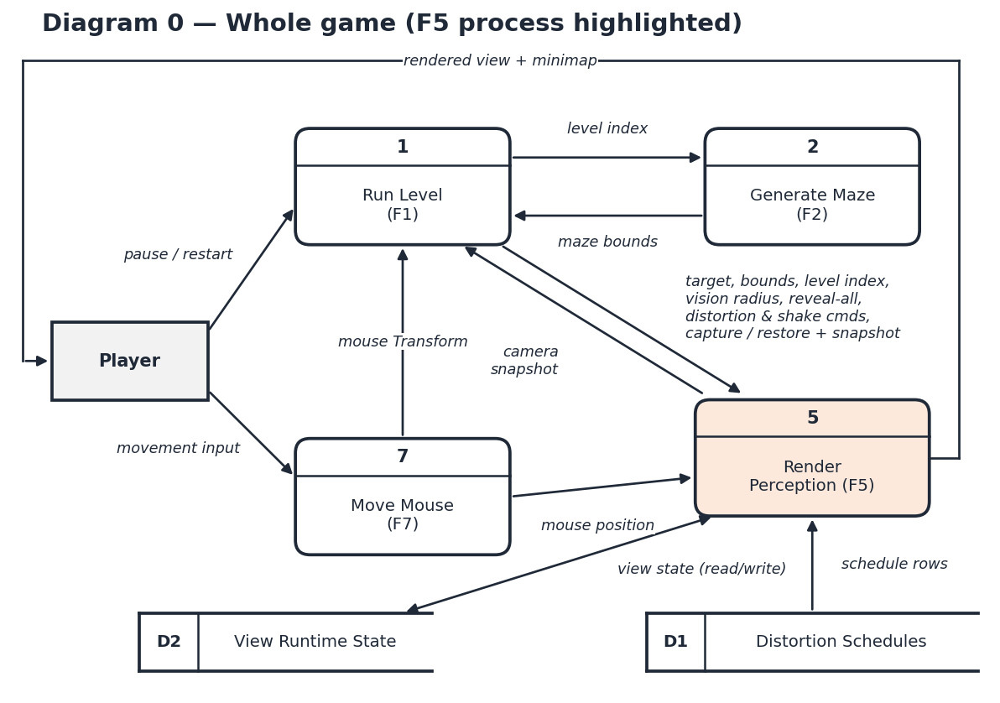 Diagram 0 — Whole game (F5 process highlighted)
rendered view + minimap
level index
1
2
Run Level
(F1)
Generate Maze
(F2)
maze bounds
pause / restart
target, bounds, level index,
vision radius, reveal-all,
distortion & shake cmds,
capture / restore + snapshot
mouse Transform
camera
snapshot
Player
5
movement input
7
Render
Perception (F5)
Move Mouse
(F7)
mouse position
view state (read/write)
schedule rows
D2
View Runtime State
D1
Distortion Schedules